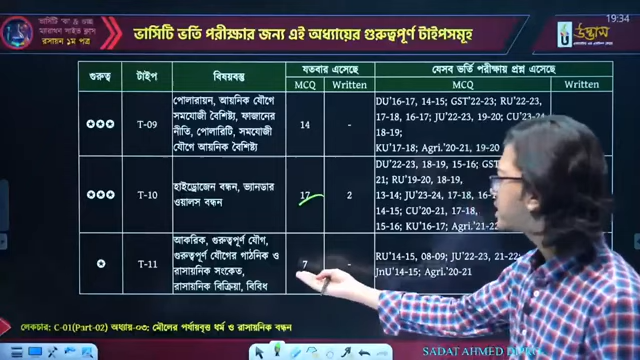 ভার্সিটি 'ক' ও গুচ্ছ
রসায়ন ১ম পত্র
ভার্সিটি ভর্তি পরীক্ষার জন্য এই অধ্যায়ের গুরুত্বপূর্ণ টাইপসমূহ
19:34
উদ্ভাস
গুরুত্ব টাইপ বিষয়বস্তু যতবার এসেছে যেসব ভর্তি পরীক্ষায় প্রশ্ন এসেছে
MCQ Written MCQ Written
T-09
পোলারায়ন, আয়নিক যৌগে
সমযোজী বৈশিষ্ট্য, ফাজানের
নীতি, পোলারিটি, সমযোজী
যৌগে আয়নিক বৈশিষ্ট্য
14 -
DU'16-17, 14-15; GST'22-23; RU'22-23,
17-18, 16-17; JU'22-23, 19-20; CU'23-24,
18-19;
KU'17-18; Agri.'20-21, 19-20
T-10
হাইড্রোজেন বন্ধন, ভ্যানডার
ওয়ালস বন্ধন
17 2
DU'22-23, 18-19, 15-16; GST
21; RU'19-20, 18-19,
13-14; JU'23-24, 17-18, 16-
14-15; CU'20-21, 17-18,
15-16; KU'16-17; Agri.'21-22
T-11
আকরিক, গুরুত্বপূর্ণ যৌগ,
গুরুত্বপূর্ণ যৌগের গাঠনিক ও
রাসায়নিক সংকেত,
রাসায়নিক বিক্রিয়া, বিবিধ
7 -
RU'14-15, 08-09; JU'22-23, 21-22;
JnU'14-15; Agri.'20-21
লেকচার: C-01(Part-02) অধ্যায়-০৩: মৌলের পর্যায়বৃত্ত ধর্ম ও রাসায়নিক বন্ধন
SADAT AHMED